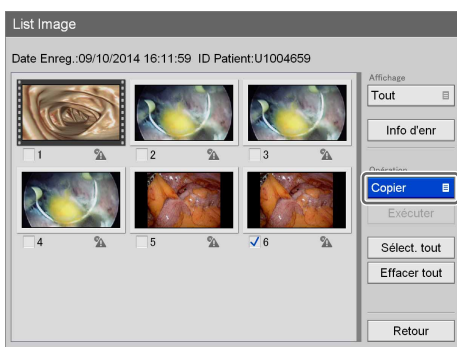 List Image
Date Enreg.:09/10/2014 16:11:59 ID Patient:U1004659
Affichage
Tout
Info d'enr
1
2
3
Opération
Copier
Exécuter
4
5
6
Sélect. tout
Effacer tout
Retour